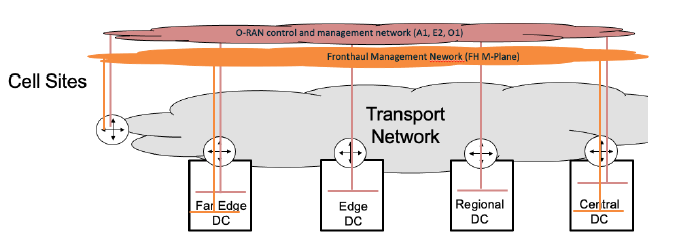 O-RAN control and management network (A1, E2, O1)
Fronthaul Management Nework (FH M-Plane)
Cell Sites
Transport
Network
Far Edge
DC
Edge
DC
Regional
DC
Central
DC